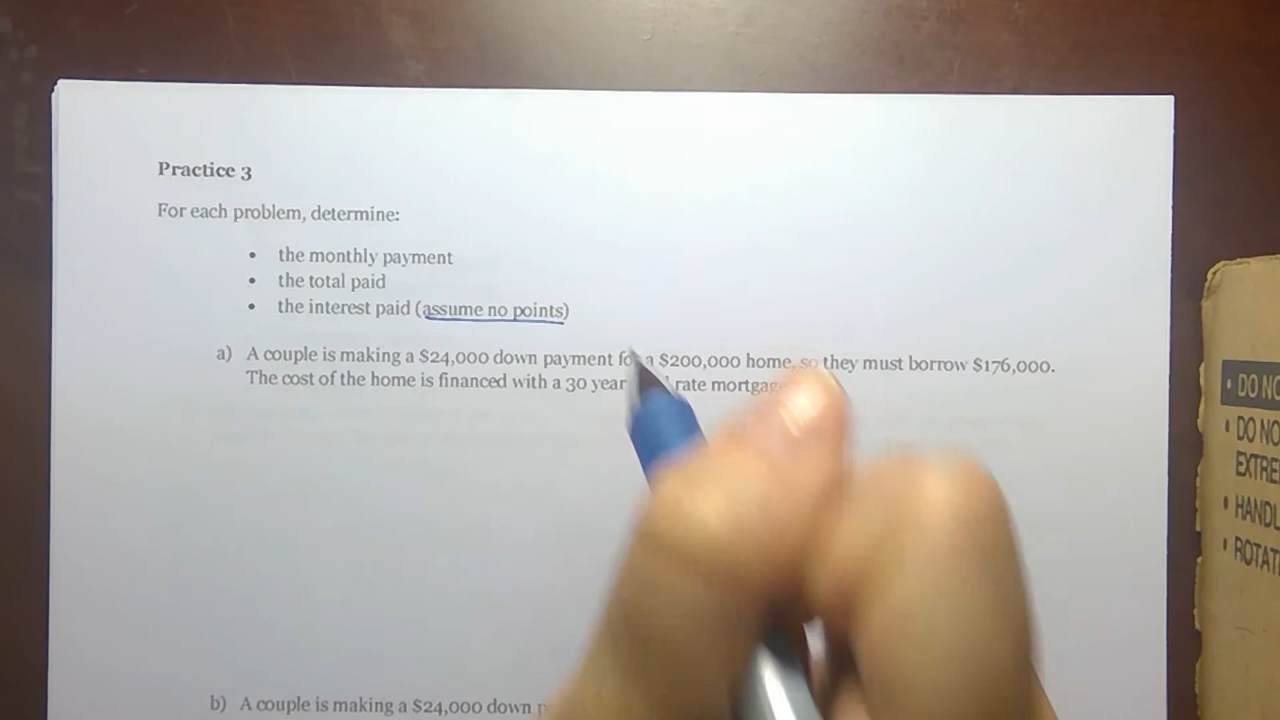 Practice 3
For each problem, determine:
• the monthly payment
• the total paid
• the interest paid (assume no points)
a) A couple is making a $24,000 down payment for a $200,000 home, so they must borrow $176,000.
The cost of the home is financed with a 30 year rate mortgage
b) A couple is making a $24,000 down
• DO NO
• DO NO
EXTRE
• HANDL
• ROTAT